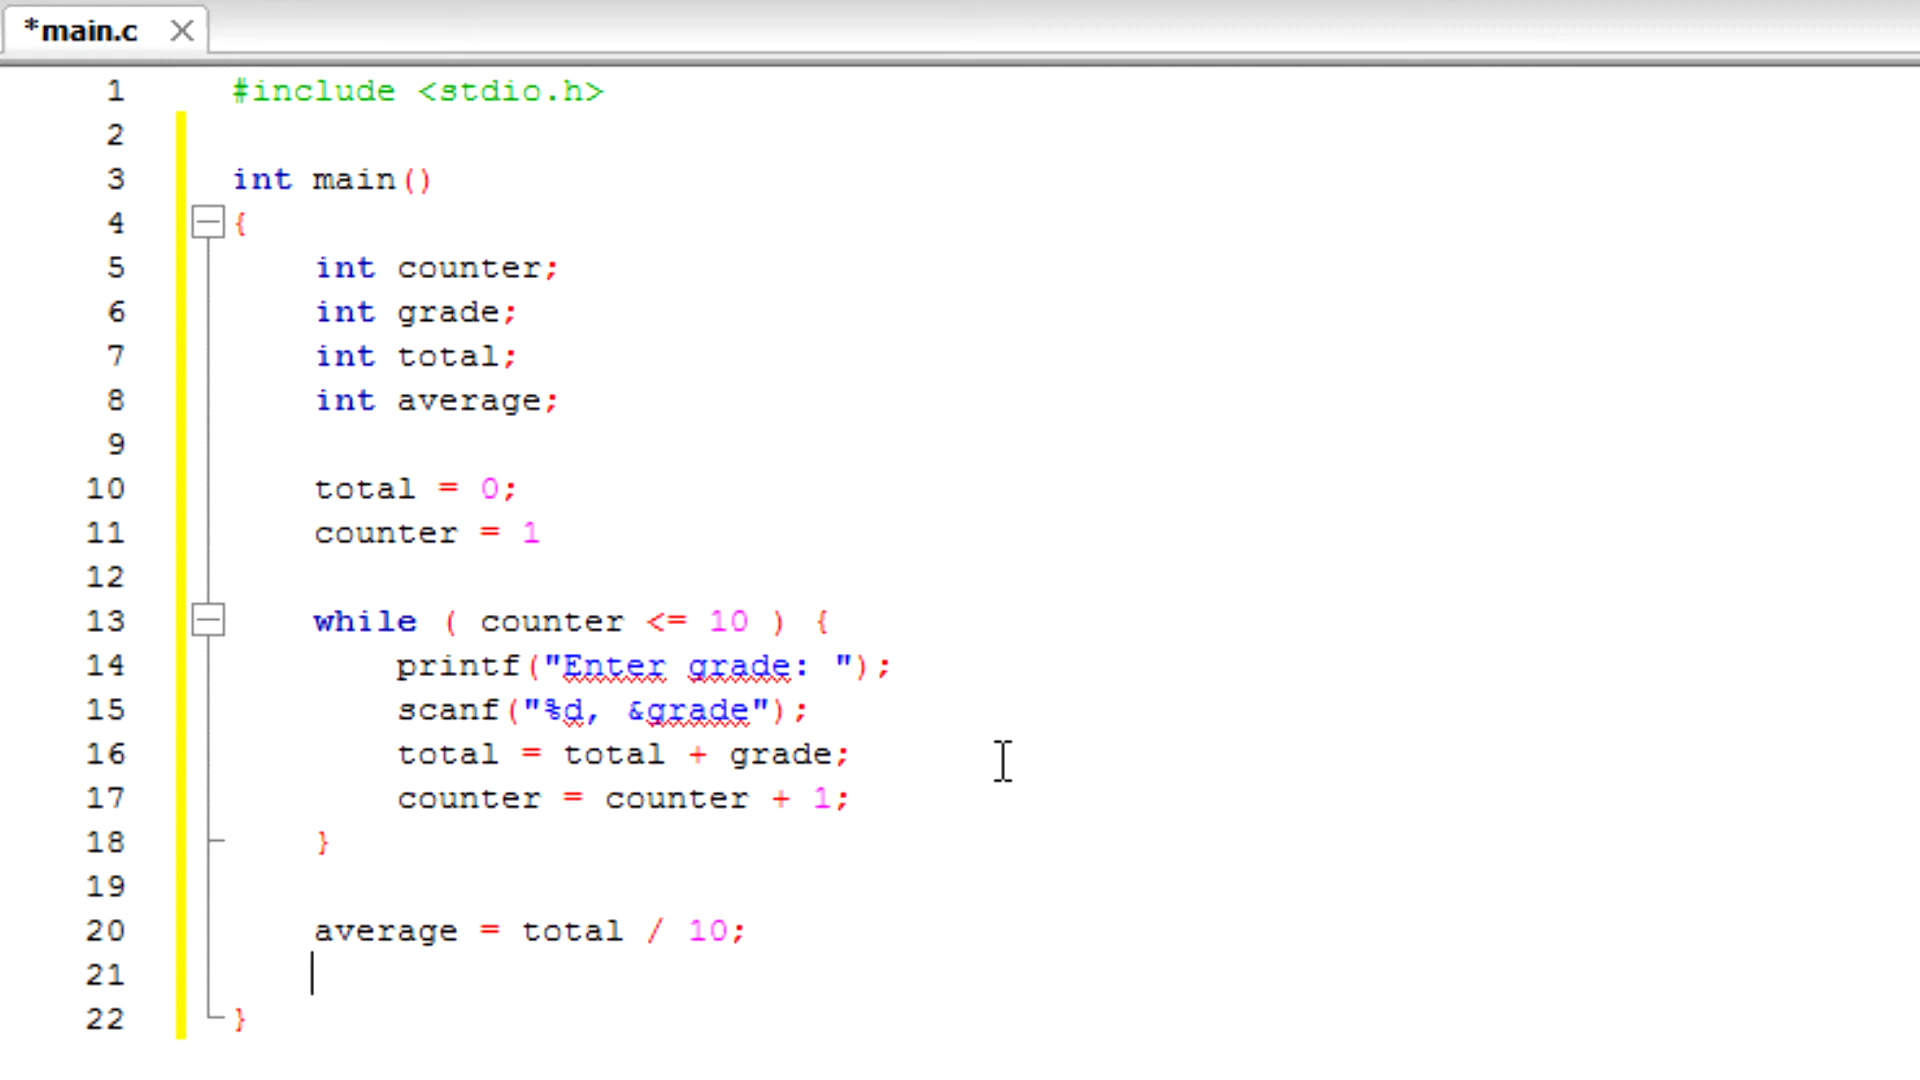 *main.c
1 #include <stdio.h>
2
3 int main()
4 {
5 int counter;
6 int grade;
7 int total;
8 int average;
9
10 total = 0;
11 counter = 1
12
13 while ( counter <= 10 ) {
14 printf("Enter grade: ");
15 scanf("%d, &grade");
16 total = total + grade;
17 counter = counter + 1;
18 }
19
20 average = total / 10;
21
22 }